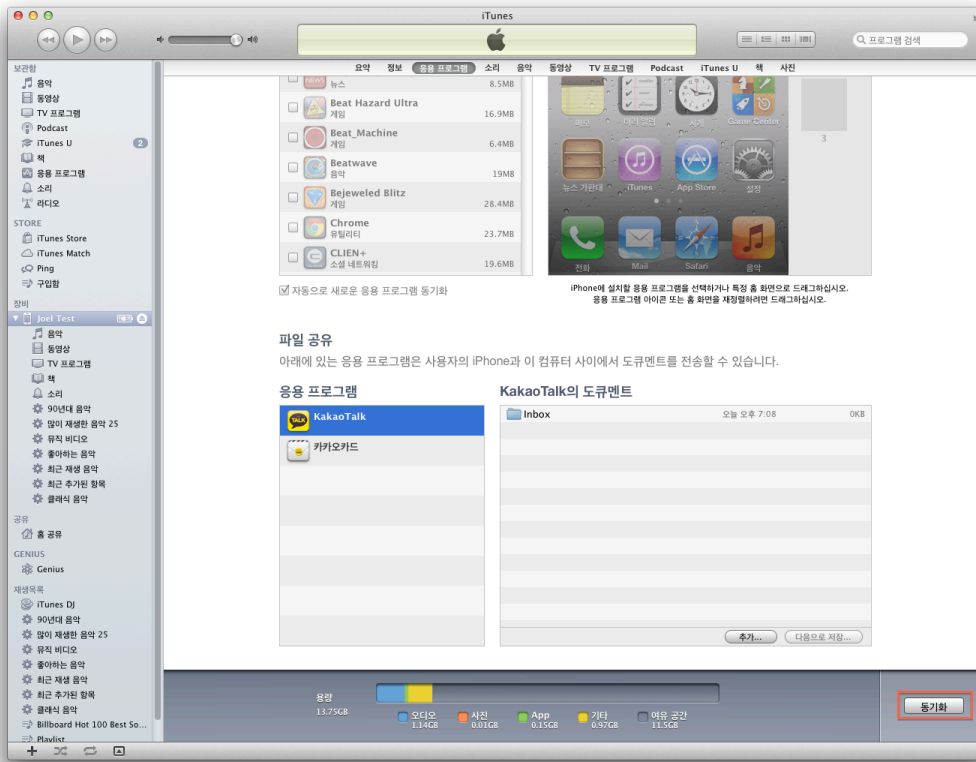 iTunes
프로그램 검색
보관함
음악
동영상
TV 프로그램
Podcast
iTunes U 2
책
응용 프로그램
소리
라디오
STORE
iTunes Store
iTunes Match
Ping
구입함
장비
Joel Test
음악
동영상
TV 프로그램
책
소리
90년대 음악
많이 재생한 음악 25
뮤직 비디오
좋아하는 음악
최근 재생 음악
최근 추가된 항목
클래식 음악
공유
홈 공유
GENIUS
Genius
재생목록
iTunes DJ
90년대 음악
많이 재생한 음악 25
뮤직 비디오
좋아하는 음악
최근 재생 음악
최근 추가된 항목
클래식 음악
Billboard Hot 100 Best So...
Playlist
요약 정보 응용 프로그램 소리 음악 동영상 TV 프로그램 Podcast iTunes U 책 사진
NEWS
뉴스 8.5MB
Beat Hazard Ultra
게임 16.9MB
Beat_Machine
게임 6.4MB
Beatwave
음악 19MB
Bejeweled Blitz
게임 28.4MB
Chrome
유틸리티 23.7MB
CLIEN+
소셜 네트워킹 19.6MB
자동으로 새로운 응용 프로그램 동기화
메모 미리 알림 시계 Game Center
뉴스 가판대 iTunes App Store 설정
전화 Mail Safari 음악
3
iPhone에 설치할 응용 프로그램을 선택하거나 특정 홈 화면으로 드래그하십시오.
응용 프로그램 아이콘 또는 홈 화면을 재정렬하려면 드래그하십시오.
파일 공유
아래에 있는 응용 프로그램은 사용자의 iPhone과 이 컴퓨터 사이에서 도큐멘트를 전송할 수 있습니다.
응용 프로그램
TALK
KakaoTalk
카카오카드
KakaoTalk의 도큐멘트
Inbox 오늘 오후 7:08 0KB
추가... 다음으로 저장...
용량
13.75GB
오디오
1.14GB
사진
0.01GB
App
0.15GB
기타
0.97GB
여유 공간
11.5GB
동기화